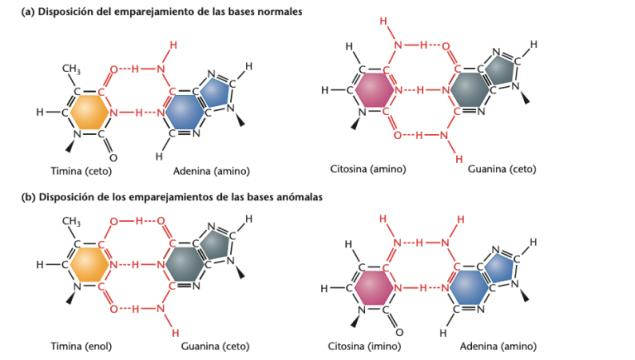 (a) Disposición del emparejamiento de las bases normales
CH₃ O H N H H N H O N H
H N H N N H N H N N
N O H N N O H N H
Timina (ceto) Adenina (amino) Citosina (amino) Guanina (ceto)
(b) Disposición de los emparejamientos de las bases anómalas
CH₃ O H O N H H N H N H N H
H N H N N H N H N N
N O H N N H N O H N
Timina (enol) Guanina (ceto) Citosina (imino) Adenina (amino)